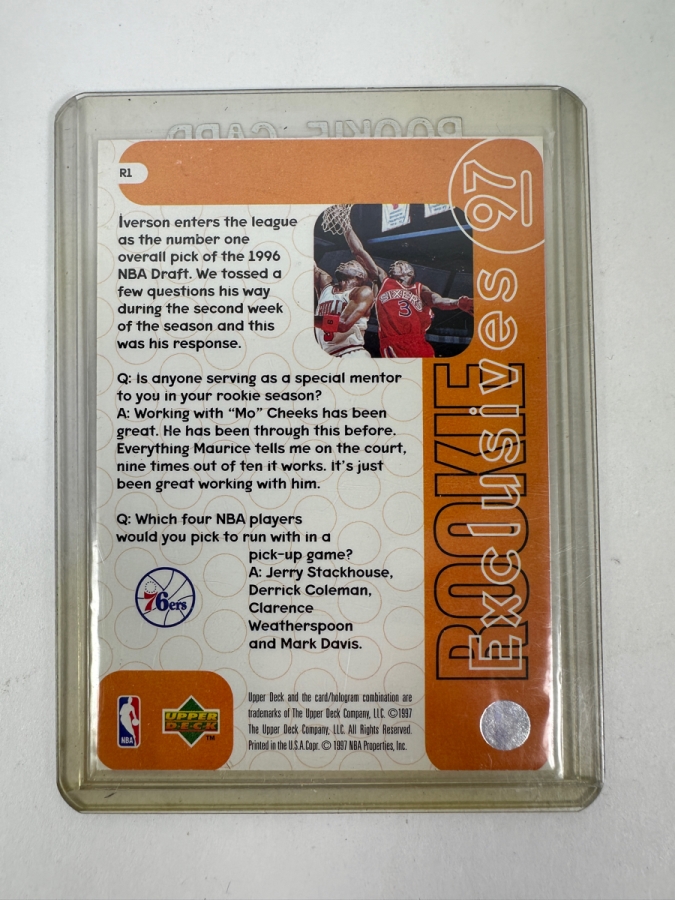 ROOKIE CARD
R1
Iverson enters the league
as the number one
overall pick of the 1996
NBA Draft. We tossed a
few questions his way
during the second week
of the season and this
was his response.
SIXERS
3
Q: Is anyone serving as a special mentor
to you in your rookie season?
A: Working with “Mo” Cheeks has been
great. He has been through this before.
Everything Maurice tells me on the court,
nine times out of ten it works. it’s just
been great working with him.
Q: Which four NBA players
would you pick to run with in a
pick-up game?
A: Jerry Stackhouse,
Derrick Coleman,
Clarence
Weatherspoon
and Mark Davis.
76ers
ROOKIE
Exclusives 97
NBA
UPPER
DECK
TM
Upper Deck and the card/hologram combination are
trademarks of The Upper Deck Company, LLC. ©1997
The Upper Deck Company, LLC. All Rights Reserved.
Printed in the U.S.A. Copr. © 1997 NBA Properties, Inc.